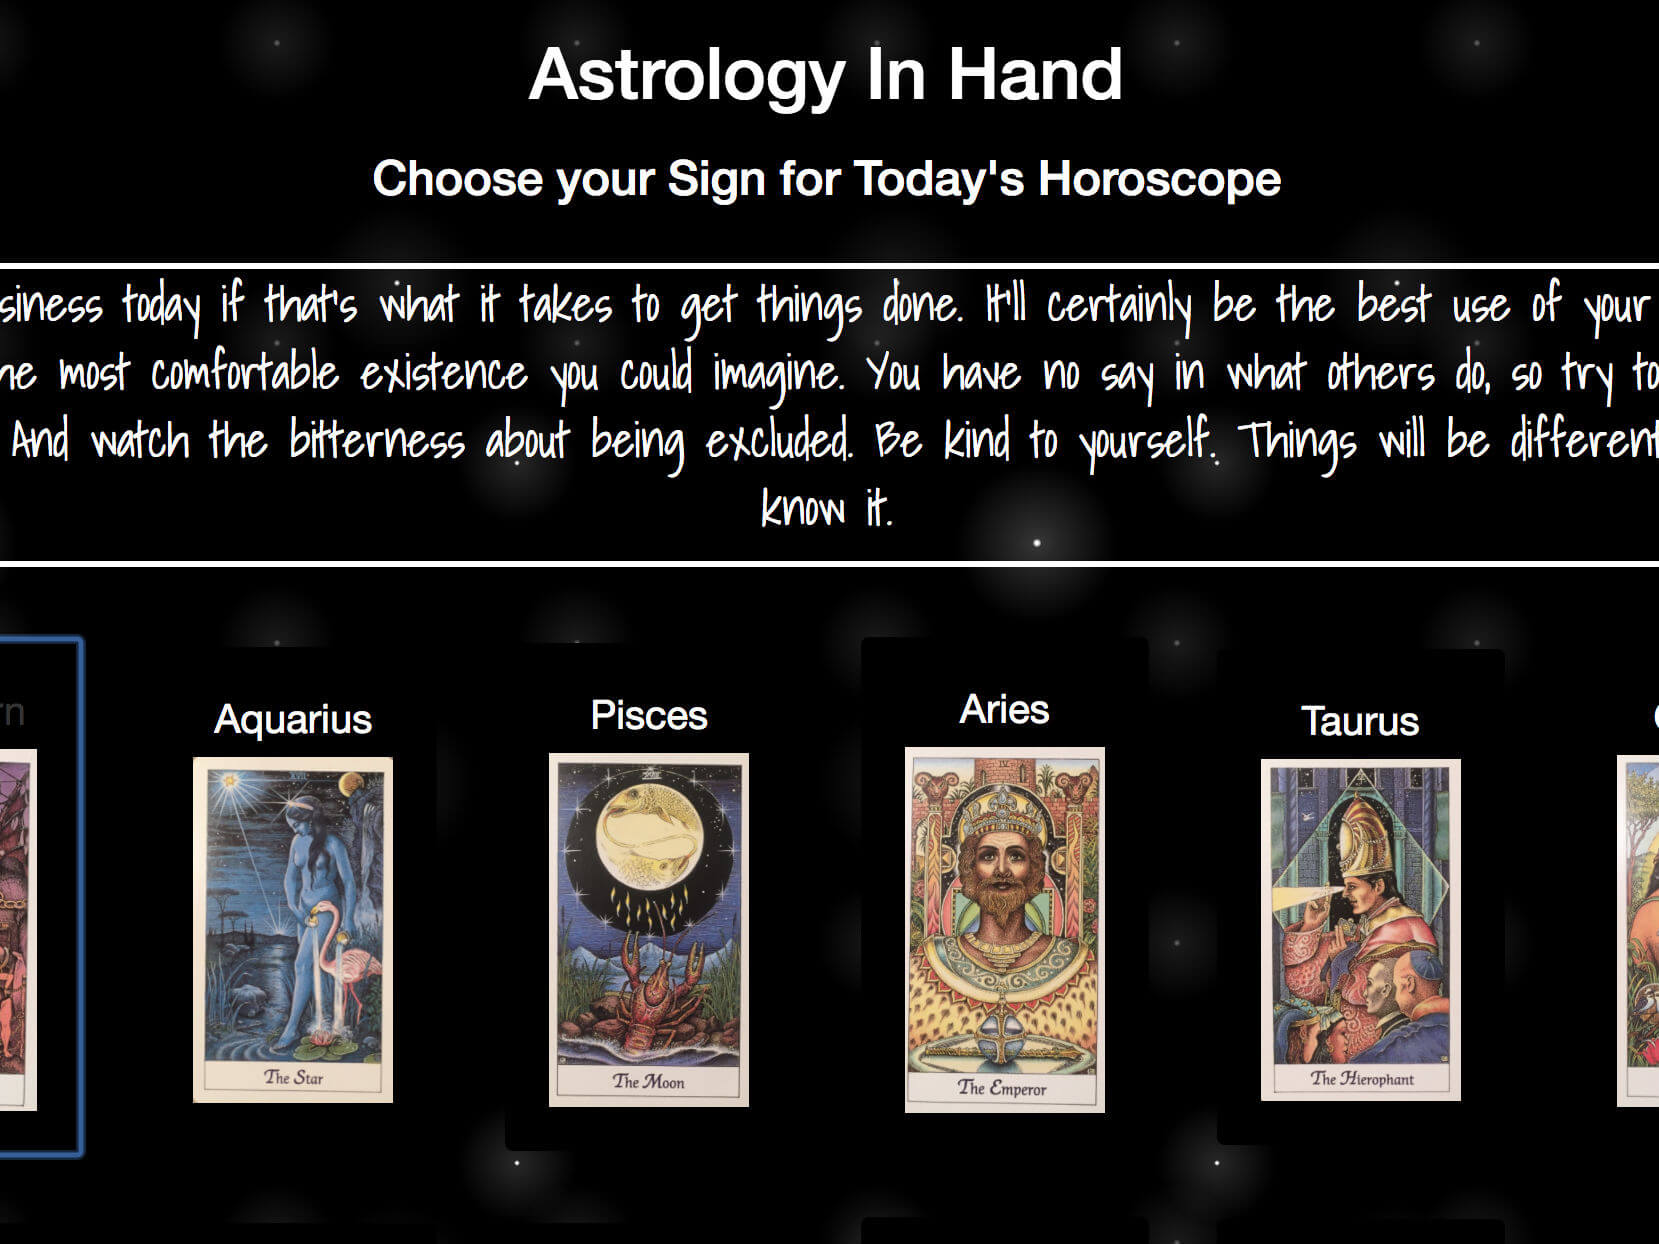 Astrology In Hand
Choose your Sign for Today's Horoscope
siness today if that's what it takes to get things done. It'll certainly be the best use of your
he most comfortable existence you could imagine. You have no say in what others do, so try to
And watch the bitterness about being excluded. Be kind to yourself. Things will be different
know it.
rn
Aquarius
Pisces
Aries
Taurus
XVII
XVIII
IV
The Star
The Moon
The Emperor
The Hierophant